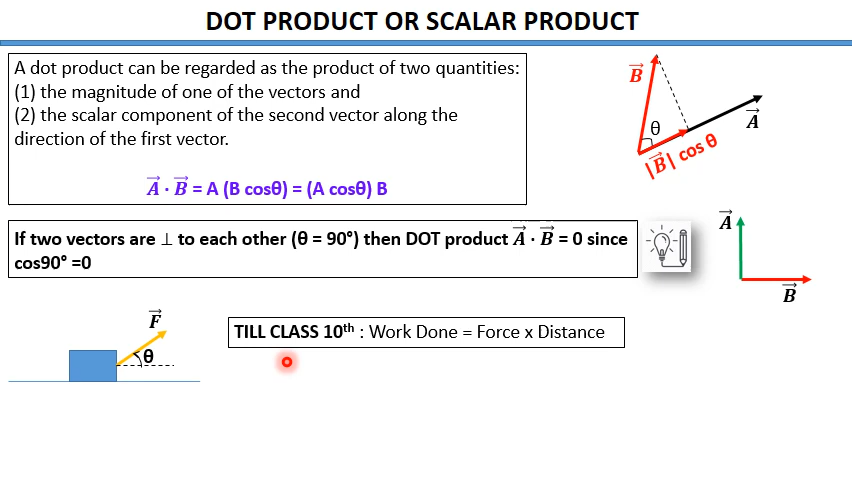 DOT PRODUCT OR SCALAR PRODUCT
A dot product can be regarded as the product of two quantities:
(1) the magnitude of one of the vectors and
(2) the scalar component of the second vector along the
direction of the first vector.
A⃗ · B⃗ = A (B cosθ) = (A cosθ) B
B⃗
θ
A⃗
|B⃗| cos θ
If two vectors are ⊥ to each other (θ = 90°) then DOT product A⃗ · B⃗ = 0 since
cos90° =0
A⃗
B⃗
F⃗
θ
TILL CLASS 10ᵗʰ : Work Done = Force x Distance